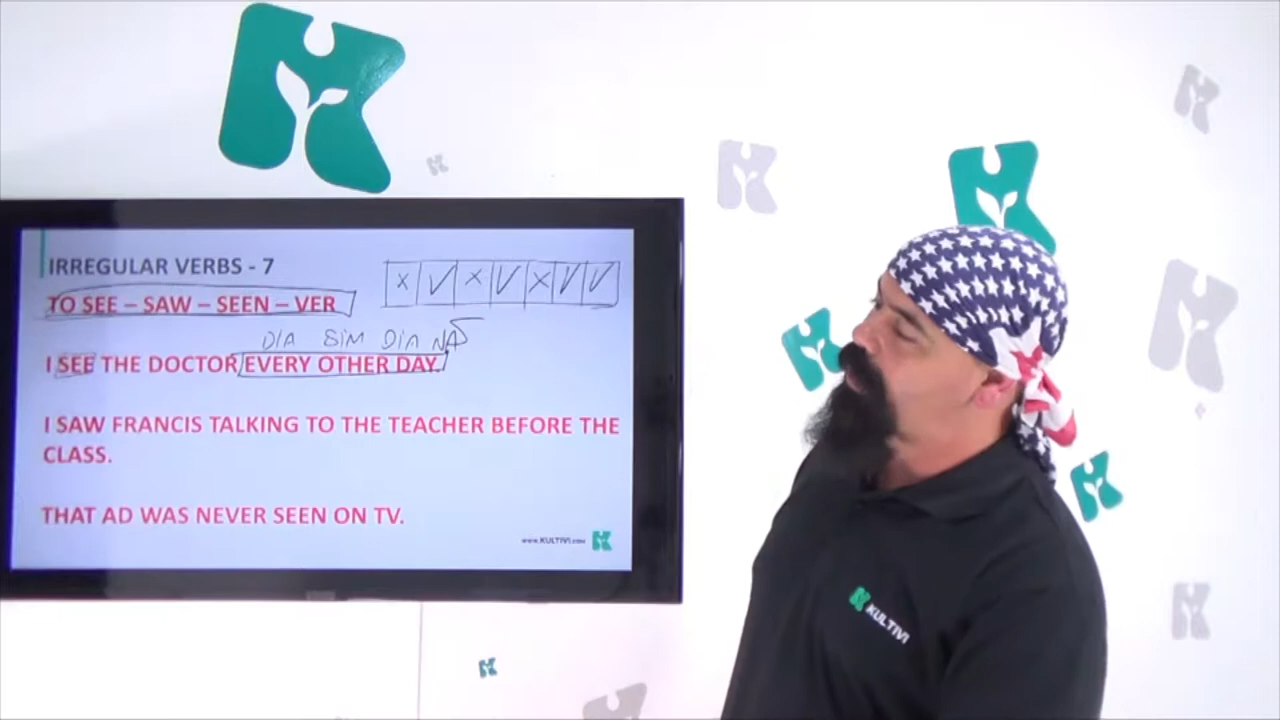 IRREGULAR VERBS - 7
TO SEE – SAW – SEEN – VER
X V X V X V V
DIA SIM DIA NÃO
I SEE THE DOCTOR EVERY OTHER DAY.
I SAW FRANCIS TALKING TO THE TEACHER BEFORE THE
CLASS.
THAT AD WAS NEVER SEEN ON TV.
www.KULTIVI.com
KULTIVI